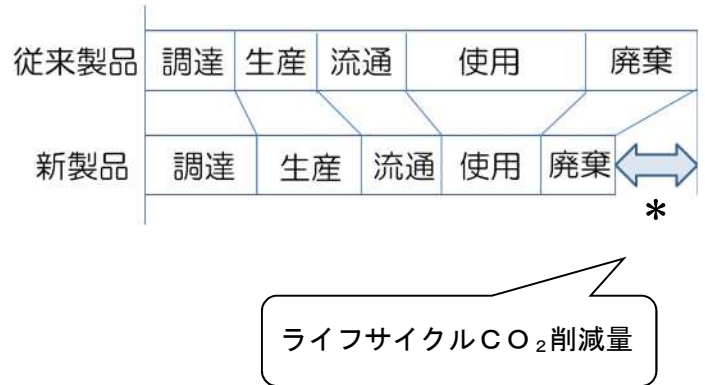 従来製品 調達 生産 流通 使用 廃棄
新製品 調達 生産 流通 使用 廃棄
*
ライフサイクルCO₂削減量